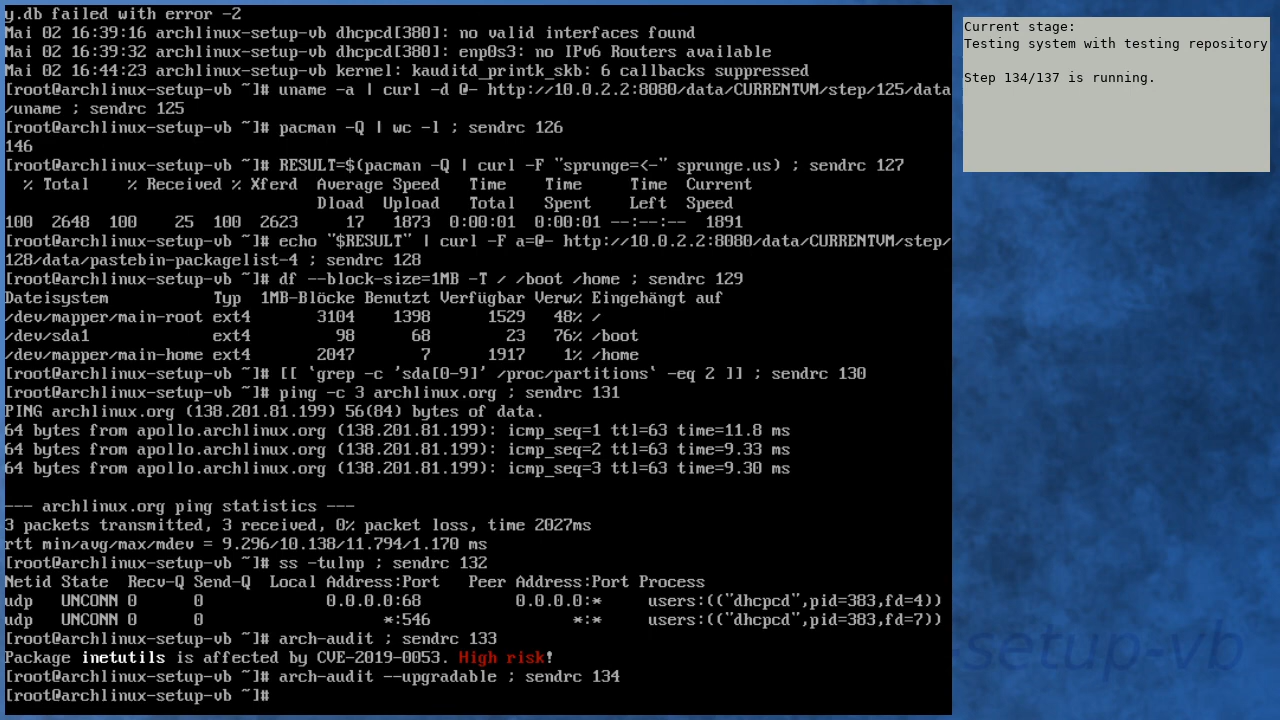 y.db failed with error -2
Mai 02 16:39:16 archlinux-setup-vb dhcpcd[380]: no valid interfaces found
Mai 02 16:39:32 archlinux-setup-vb dhcpcd[380]: enp0s3: no IPv6 Routers available
Mai 02 16:44:23 archlinux-setup-vb kernel: kauditd_printk_skb: 6 callbacks suppressed
[root@archlinux-setup-vb ~]# uname -a | curl -d @- http://10.0.2.2:8080/data/CURRENTVM/step/125/data
/uname ; sendrc 125
[root@archlinux-setup-vb ~]# pacman -Q | wc -l ; sendrc 126
146
[root@archlinux-setup-vb ~]# RESULT=$(pacman -Q | curl -F "sprunge=<-" sprunge.us) ; sendrc 127
  % Total    % Received % Xferd  Average Speed   Time    Time     Time  Current
                                 Dload  Upload   Total   Spent    Left  Speed
100  2648  100    25  100  2623     17   1873  0:00:01  0:00:01 --:--:--  1891
[root@archlinux-setup-vb ~]# echo "$RESULT" | curl -F a=@- http://10.0.2.2:8080/data/CURRENTVM/step/
128/data/pastebin-packagelist-4 ; sendrc 128
[root@archlinux-setup-vb ~]# df --block-size=1MB -T / /boot /home ; sendrc 129
Dateisystem           Typ  1MB-Blöcke Benutzt Verfügbar Verw% Eingehängt auf
/dev/mapper/main-root ext4       3104    1398      1529   48% /
/dev/sda1             ext4         98      68        23   76% /boot
/dev/mapper/main-home ext4       2047       7      1917    1% /home
[root@archlinux-setup-vb ~]# [[ `grep -c 'sda[0-9]' /proc/partitions` -eq 2 ]] ; sendrc 130
[root@archlinux-setup-vb ~]# ping -c 3 archlinux.org ; sendrc 131
PING archlinux.org (138.201.81.199) 56(84) bytes of data.
64 bytes from apollo.archlinux.org (138.201.81.199): icmp_seq=1 ttl=63 time=11.8 ms
64 bytes from apollo.archlinux.org (138.201.81.199): icmp_seq=2 ttl=63 time=9.33 ms
64 bytes from apollo.archlinux.org (138.201.81.199): icmp_seq=3 ttl=63 time=9.30 ms

--- archlinux.org ping statistics ---
3 packets transmitted, 3 received, 0% packet loss, time 2027ms
rtt min/avg/max/mdev = 9.296/10.138/11.794/1.170 ms
[root@archlinux-setup-vb ~]# ss -tulnp ; sendrc 132
Netid State  Recv-Q Send-Q  Local Address:Port   Peer Address:Port Process
udp   UNCONN 0      0             0.0.0.0:68          0.0.0.0:*     users:(("dhcpcd",pid=383,fd=4))
udp   UNCONN 0      0                   *:546               *:*     users:(("dhcpcd",pid=383,fd=7))
[root@archlinux-setup-vb ~]# arch-audit ; sendrc 133
Package inetutils is affected by CVE-2019-0053. High risk!
[root@archlinux-setup-vb ~]# arch-audit --upgradable ; sendrc 134
[root@archlinux-setup-vb ~]#
Current stage:
Testing system with testing repository
Step 134/137 is running.
-setup-vb